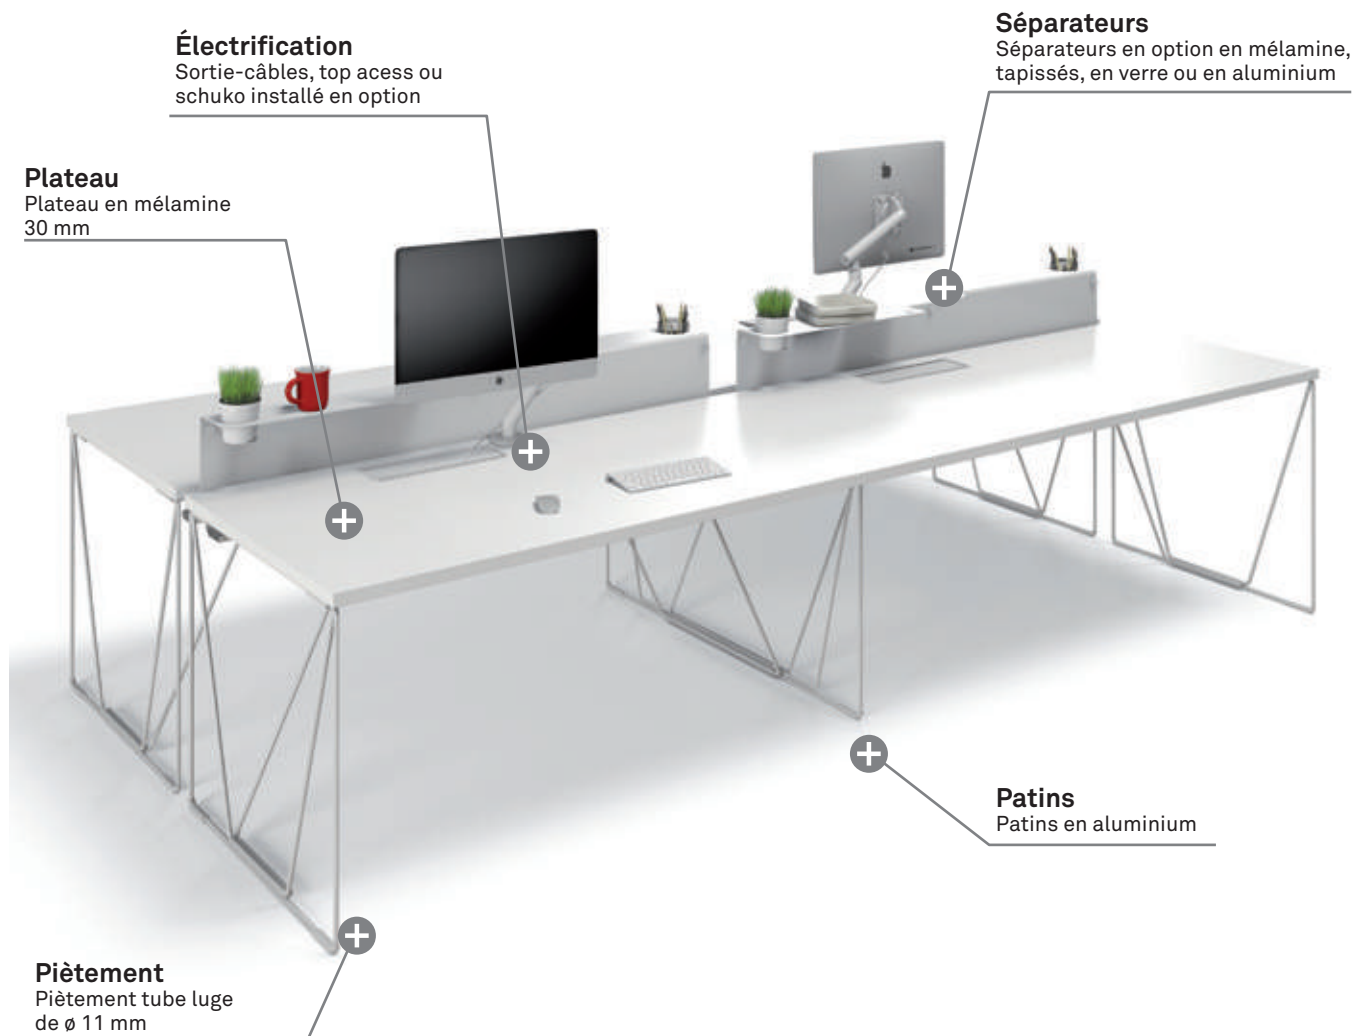 Électrification
Sortie-câbles, top acess ou
schuko installé en option
Séparateurs
Séparateurs en option en mélamine,
tapissés, en verre ou en aluminium
Plateau
Plateau en mélamine
30 mm
Patins
Patins en aluminium
Piètement
Piètement tube luge
de ø 11 mm